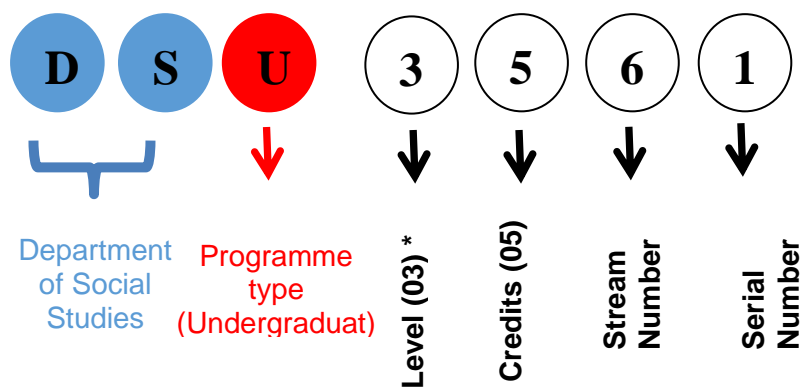 D S U 3 5 6 1
Department
of Social
Studies
Programme
type
(Undergraduat)
Level (03) *
Credits (05)
Stream
Number
Serial
Number